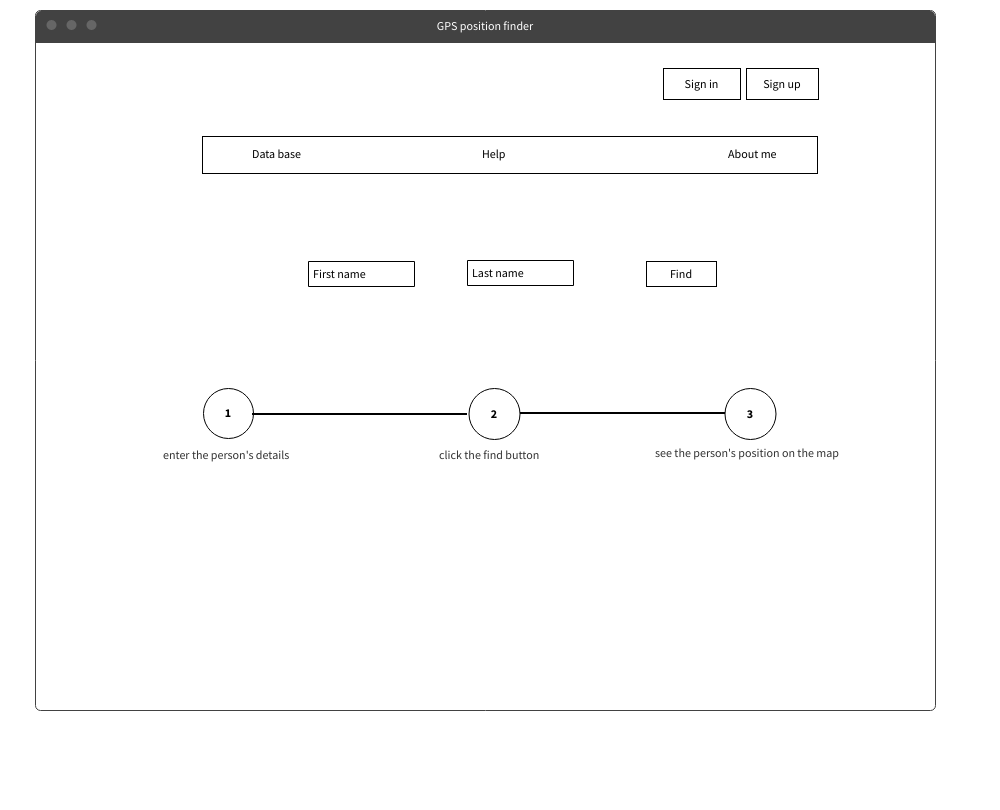 GPS position finder
Sign in Sign up
Data base Help About me
First name Last name Find
1 2 3
enter the person's details click the find button see the person's position on the map